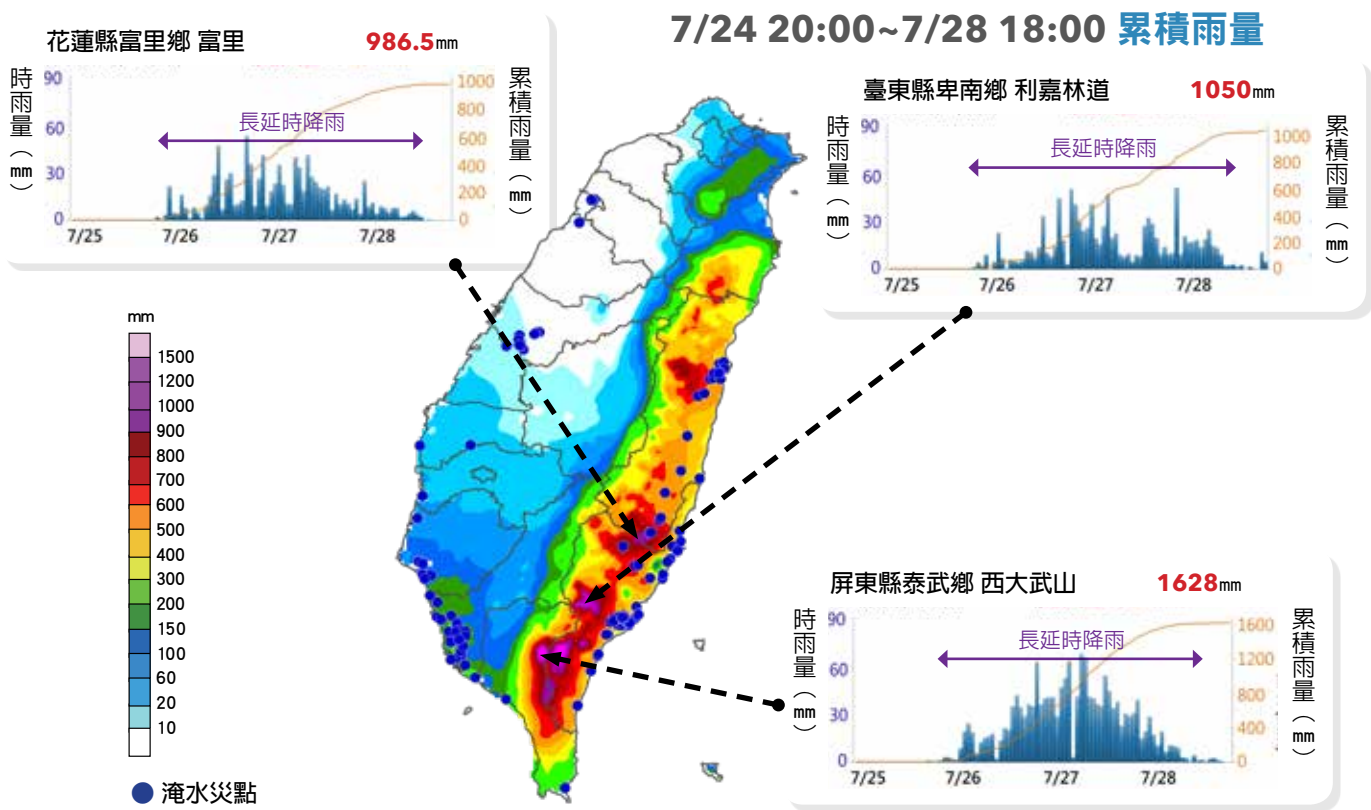 7/24 20:00~7/28 18:00 累積雨量
花蓮縣富里鄉 富里 986.5mm
時雨量（mm）
累積雨量（mm）
長延時降雨
90
60
30
0
1000
800
600
400
200
0
7/25 7/26 7/27 7/28
臺東縣卑南鄉 利嘉林道 1050mm
時雨量（mm）
累積雨量（mm）
長延時降雨
90
60
30
0
1000
800
600
400
200
0
7/25 7/26 7/27 7/28
mm
1500
1200
1000
900
800
700
600
500
400
300
200
150
100
60
20
10
淹水災點
屏東縣泰武鄉 西大武山 1628mm
時雨量（mm）
累積雨量（mm）
長延時降雨
90
60
30
0
1600
1200
800
400
0
7/25 7/26 7/27 7/28